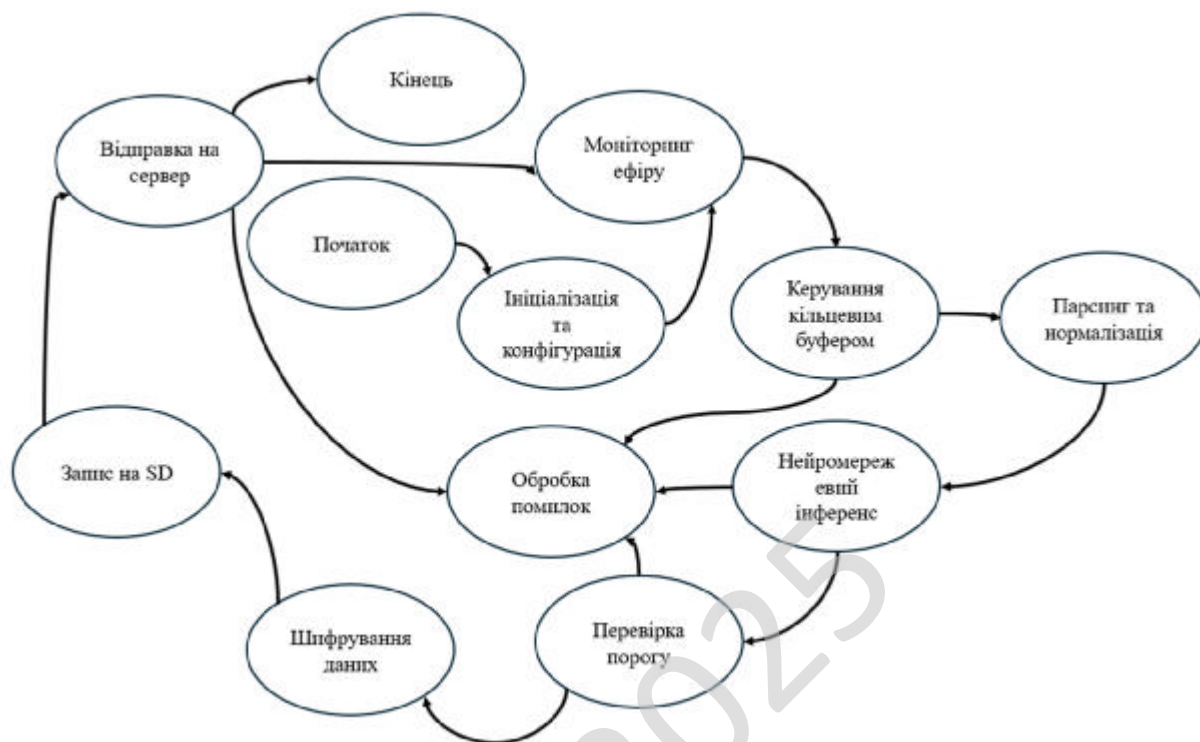 Кінець
Відправка на
сервер
Моніторинг
ефіру
Початок
Ініціалізація
та
конфігурація
Керування
кільцевим
буфером
Парсинг та
нормалізація
Запис на SD
Обробка
помилок
Нейромереж
евий
інференс
Шифрування
даних
Перевірка
порогу
2025